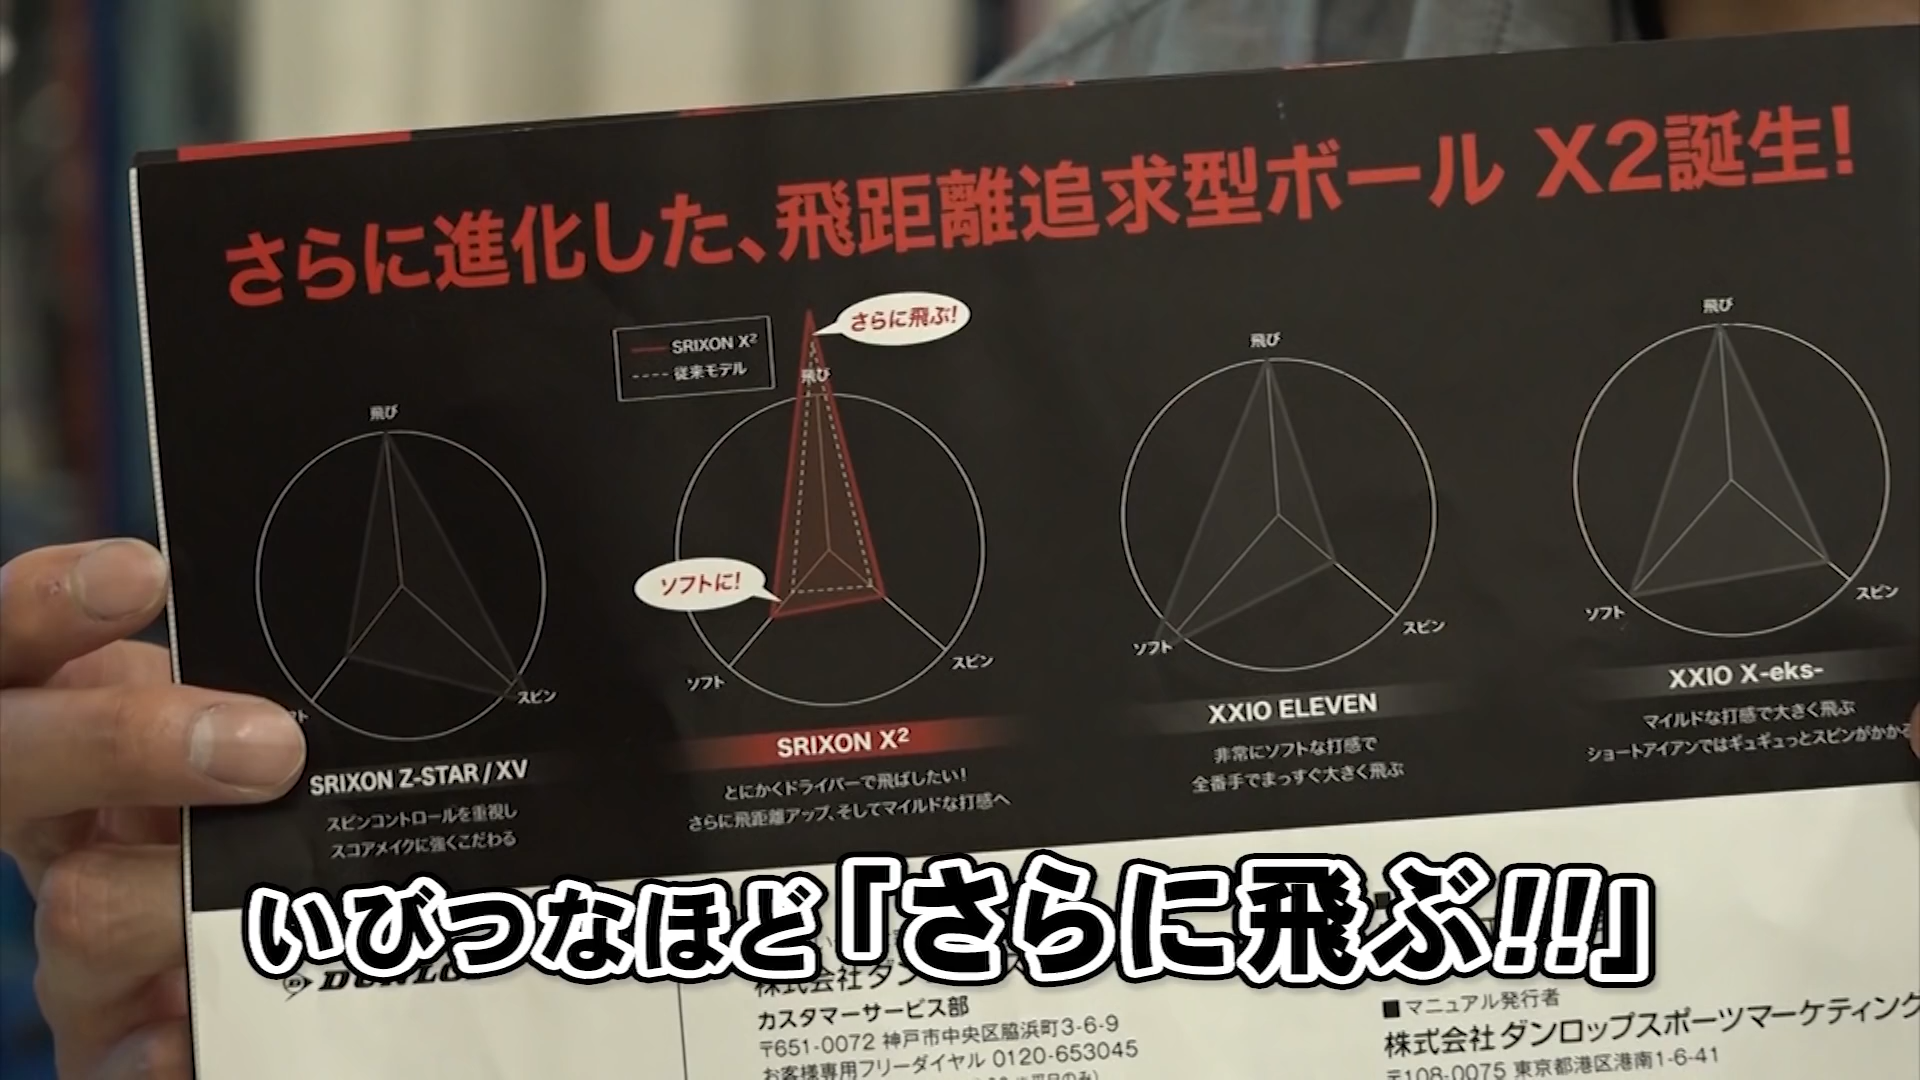 さらに進化した、飛距離追求型ボール X2誕生!
SRIXON X²
従来モデル
さらに飛ぶ!
飛び
飛び
飛び
飛び
ソフトに!
スピン
ソフト
スピン
ソフト
スピン
ソフト
スピン
SRIXON Z-STAR / XV
スピンコントロールを重視し
スコアメイクに強くこだわる
SRIXON X²
とにかくドライバーで飛ばしたい!
さらに飛距離アップ、そしてマイルドな打感へ
XXIO ELEVEN
非常にソフトな打感で
全番手でまっすぐ大きく飛ぶ
XXIO X-eks-
マイルドな打感で大きく飛ぶ
ショートアイアンではギュギュっとスピンがかかる
いびつなほど「さらに飛ぶ!!」
株式会社ダン
カスタマーサービス部
〒651-0072 神戸市中央区脇浜町3-6-9
お客様専用フリーダイヤル 0120-653045
■マニュアル発行者
株式会社ダンロップスポーツマーケティング
〒108-0075 東京都港区港南1-6-41